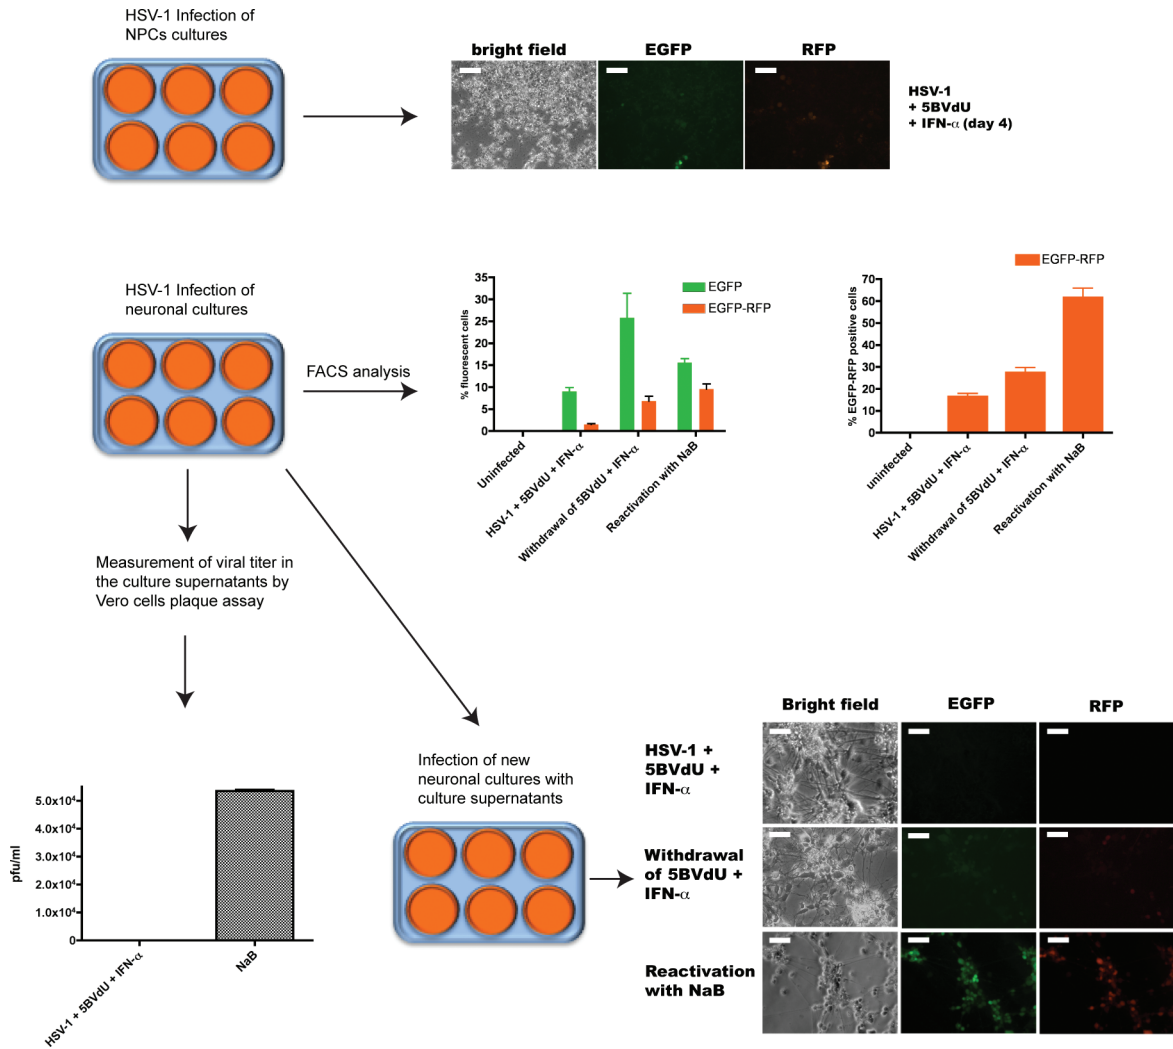 HSV-1 Infection of
NPCs cultures
bright field
EGFP
RFP
HSV-1
+ 5BVdU
+ IFN-α (day 4)
HSV-1 Infection of
neuronal cultures
FACS analysis
% fluorescent cells
35
30
25
20
15
10
5
0
EGFP
EGFP-RFP
Uninfected
HSV-1 + 5BVdU + IFN-α
Withdrawal of 5BVdU + IFN-α
Reactivation with NaB
% EGFP-RFP positive cells
70
60
50
40
30
20
10
0
EGFP-RFP
uninfected
HSV-1 + 5BVdU + IFN-α
Withdrawal of 5BVdU + IFN-α
Reactivation with NaB
Measurement of viral titer in
the culture supernatants by
Vero cells plaque assay
pfu/ml
5.0x10⁴
4.0x10⁴
3.0x10⁴
2.0x10⁴
1.0x10⁴
0
HSV-1 + 5BVdU + IFN-α
NaB
Infection of new
neuronal cultures with
culture supernatants
Bright field
EGFP
RFP
HSV-1 +
5BVdU +
IFN-α
Withdrawal
of 5BVdU +
IFN-α
Reactivation
with NaB